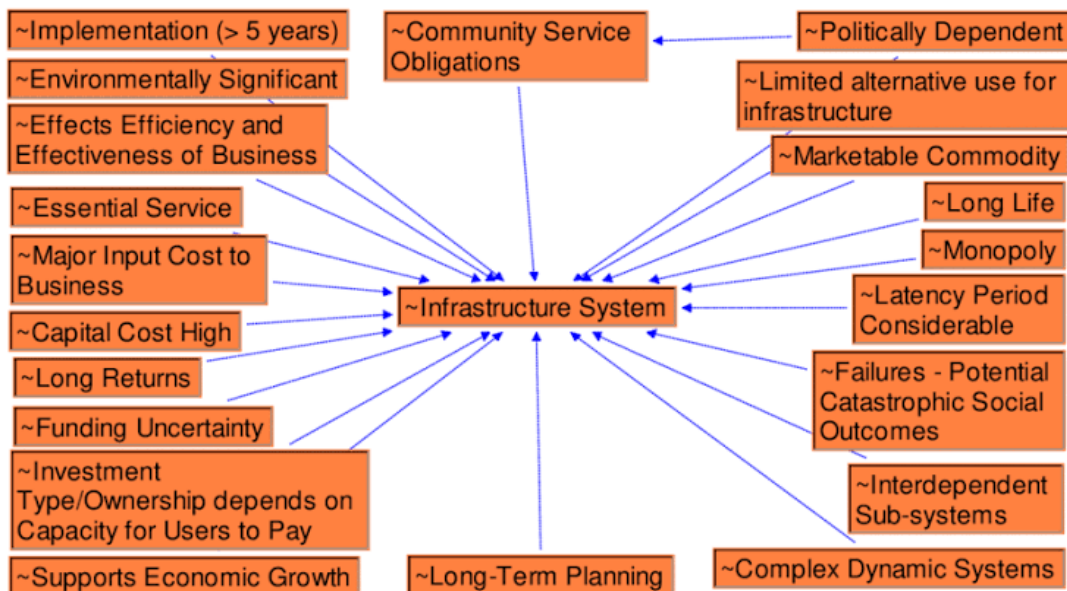 ~Implementation (> 5 years)
~Environmentally Significant
~Effects Efficiency and
Effectiveness of Business
~Essential Service
~Major Input Cost to
Business
~Capital Cost High
~Long Returns
~Funding Uncertainty
~Investment
Type/Ownership depends on
Capacity for Users to Pay
~Supports Economic Growth
~Community Service
Obligations
~Infrastructure System
~Long-Term Planning
~Politically Dependent
~Limited alternative use for
infrastructure
~Marketable Commodity
~Long Life
~Monopoly
~Latency Period
Considerable
~Failures - Potential
Catastrophic Social
Outcomes
~Interdependent
Sub-systems
~Complex Dynamic Systems